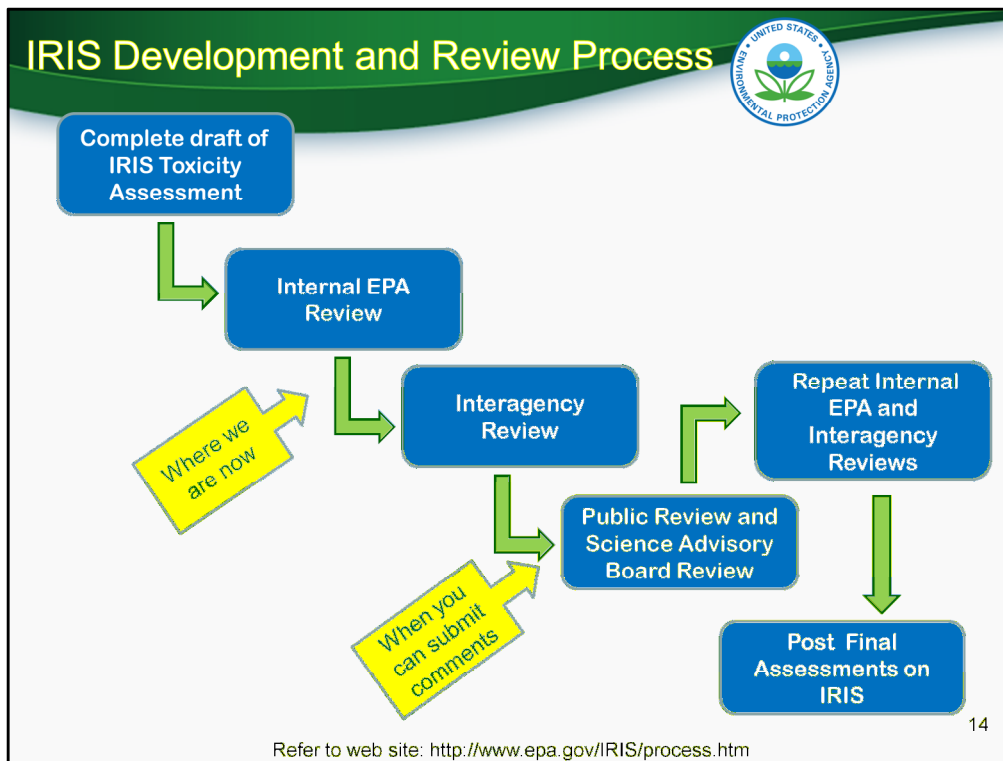 IRIS Development and Review Process
UNITED STATES
ENVIRONMENTAL PROTECTION AGENCY
Complete draft of
IRIS Toxicity
Assessment
Internal EPA
Review
Where we
are now
Interagency
Review
When you
can submit
comments
Public Review and
Science Advisory
Board Review
Repeat Internal
EPA and
Interagency
Reviews
Post Final
Assessments on
IRIS
14
Refer to web site: http://www.epa.gov/IRIS/process.htm